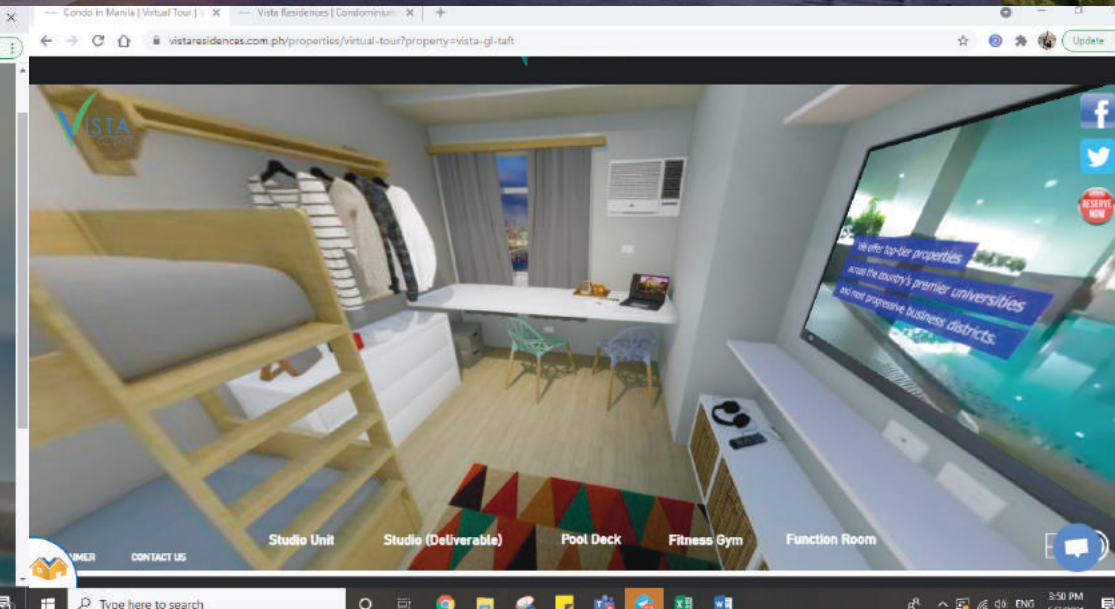 Condo in Manila | Virtual Tour |
Vista Residences | Condominium
vistaresidences.com.ph/properties/virtual-tour?property=vista-gl-taft
Update
VISTA
RESERVE
NOW
We offer top-tier properties
across the country's premier universities
and most progressive business districts.
Studio Unit
Studio (Deliverable)
Pool Deck
Fitness Gym
Function Room
CONTACT US
Type here to search
ENG
3:50 PM